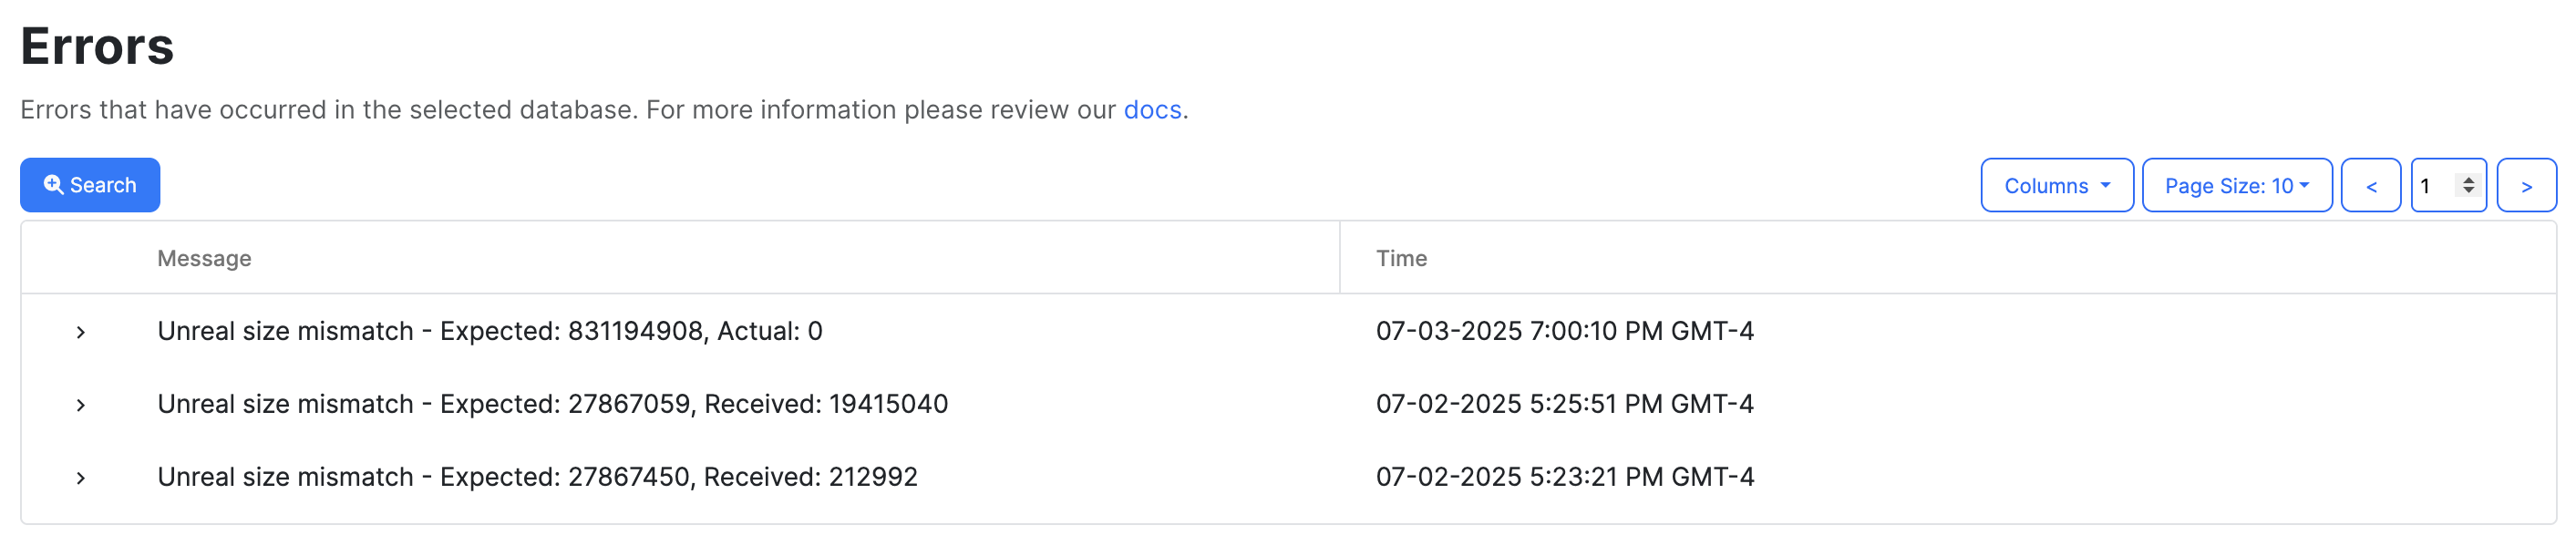 Errors
Errors that have occurred in the selected database. For more information please review our docs.
Search
Columns
Page Size: 10
<
1
>
Message Time
Unreal size mismatch - Expected: 831194908, Actual: 0 07-03-2025 7:00:10 PM GMT-4
Unreal size mismatch - Expected: 27867059, Received: 19415040 07-02-2025 5:25:51 PM GMT-4
Unreal size mismatch - Expected: 27867450, Received: 212992 07-02-2025 5:23:21 PM GMT-4